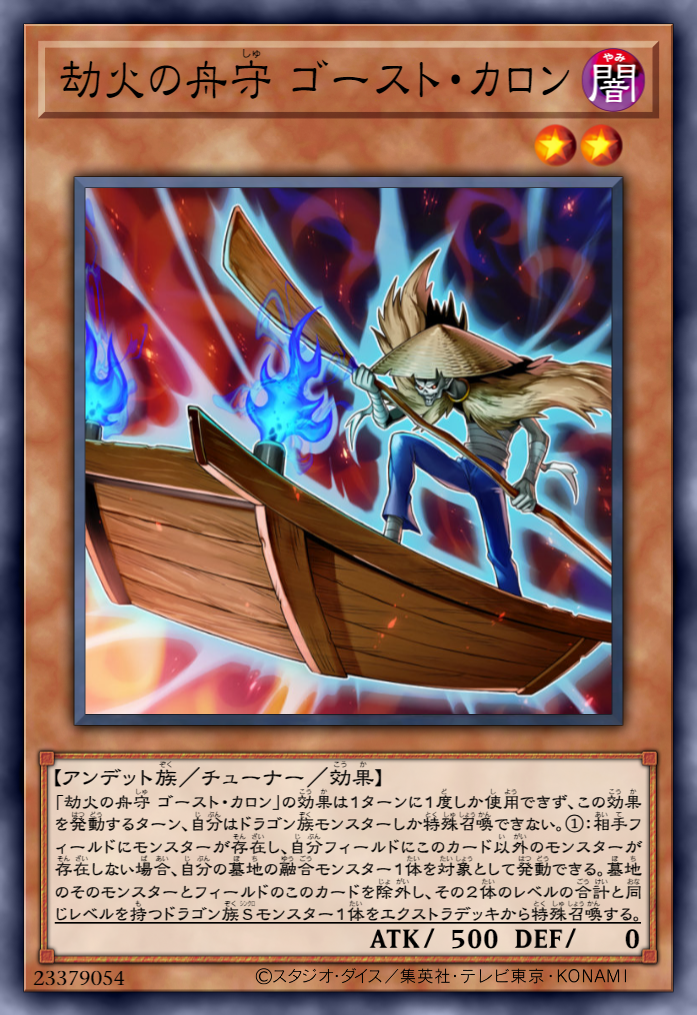 劫火の舟守 ゴースト・カロン
しゅ
闇
やみ
【アンデット族／チューナー／効果】
「劫火の舟守 ゴースト・カロン」の効果は1ターンに1度しか使用できず、この効果
を発動するターン、自分はドラゴン族モンスターしか特殊召喚できない。①：相手フ
ィールドにモンスターが存在し、自分フィールドにこのカード以外のモンスターが
存在しない場合、自分の墓地の融合モンスター1体を対象として発動できる。墓地
のそのモンスターとフィールドのこのカードを除外し、その2体のレベルの合計と同
じレベルを持つドラゴン族Sモンスター1体をエクストラデッキから特殊召喚する。
ATK/ 500 DEF/ 0
23379054
©スタジオ・ダイス／集英社・テレビ東京・KONAMI